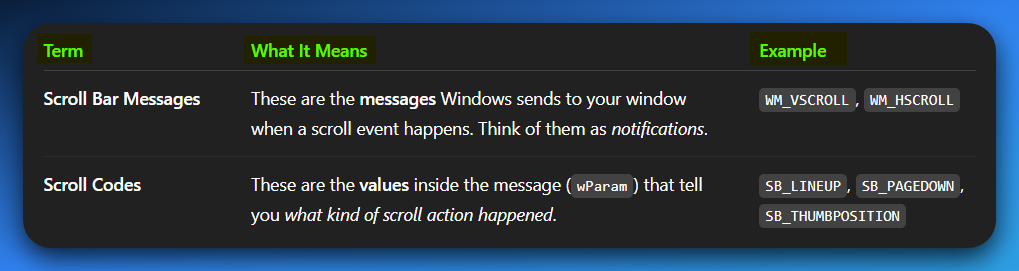 Term What It Means Example
Scroll Bar Messages These are the messages Windows sends to your window WM_VSCROLL, WM_HSCROLL
when a scroll event happens. Think of them as notifications.
Scroll Codes These are the values inside the message (wParam) that tell SB_LINEUP, SB_PAGEDOWN,
you what kind of scroll action happened. SB_THUMBPOSITION